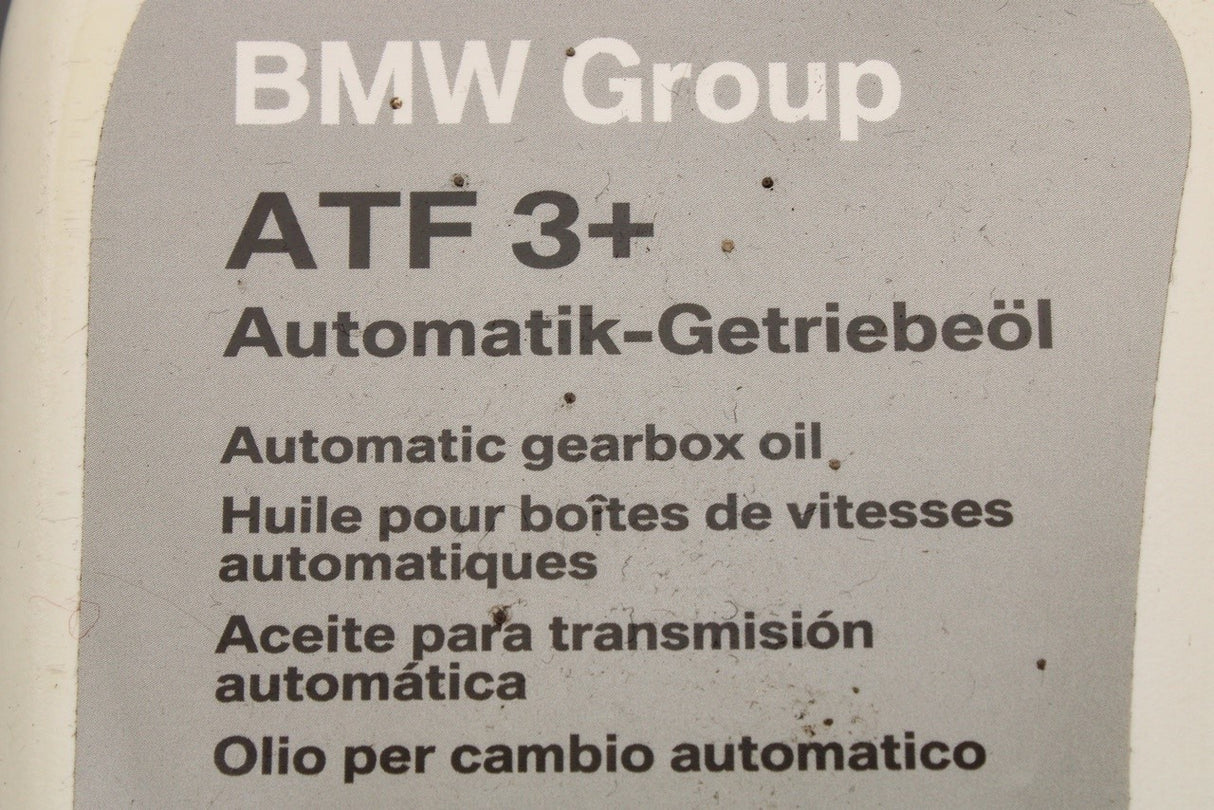 BMW Group
ATF 3+
Automatik-Getriebeöl
Automatic gearbox oil
Huile pour boîtes de vitesses
automatiques
Aceite para transmisión
automática
Olio per cambio automatico